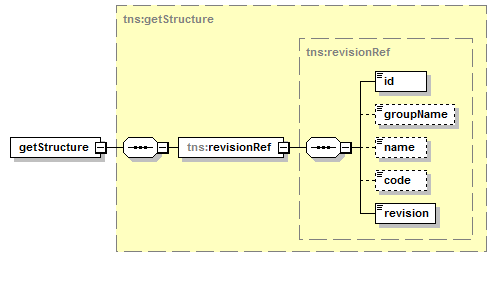 tns:getStructure
tns:revisionRef
id
groupName
getStructure
tns:revisionRef
name
code
revision